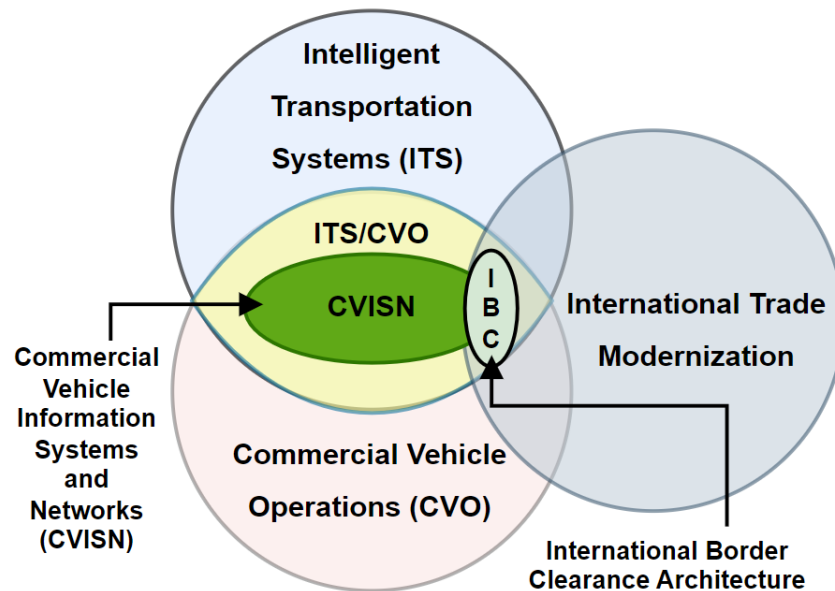 Intelligent
Transportation
Systems (ITS)
ITS/CVO
CVISN
I
B
C
International Trade
Modernization
Commercial
Vehicle
Information
Systems
and
Networks
(CVISN)
Commercial Vehicle
Operations (CVO)
International Border
Clearance Architecture